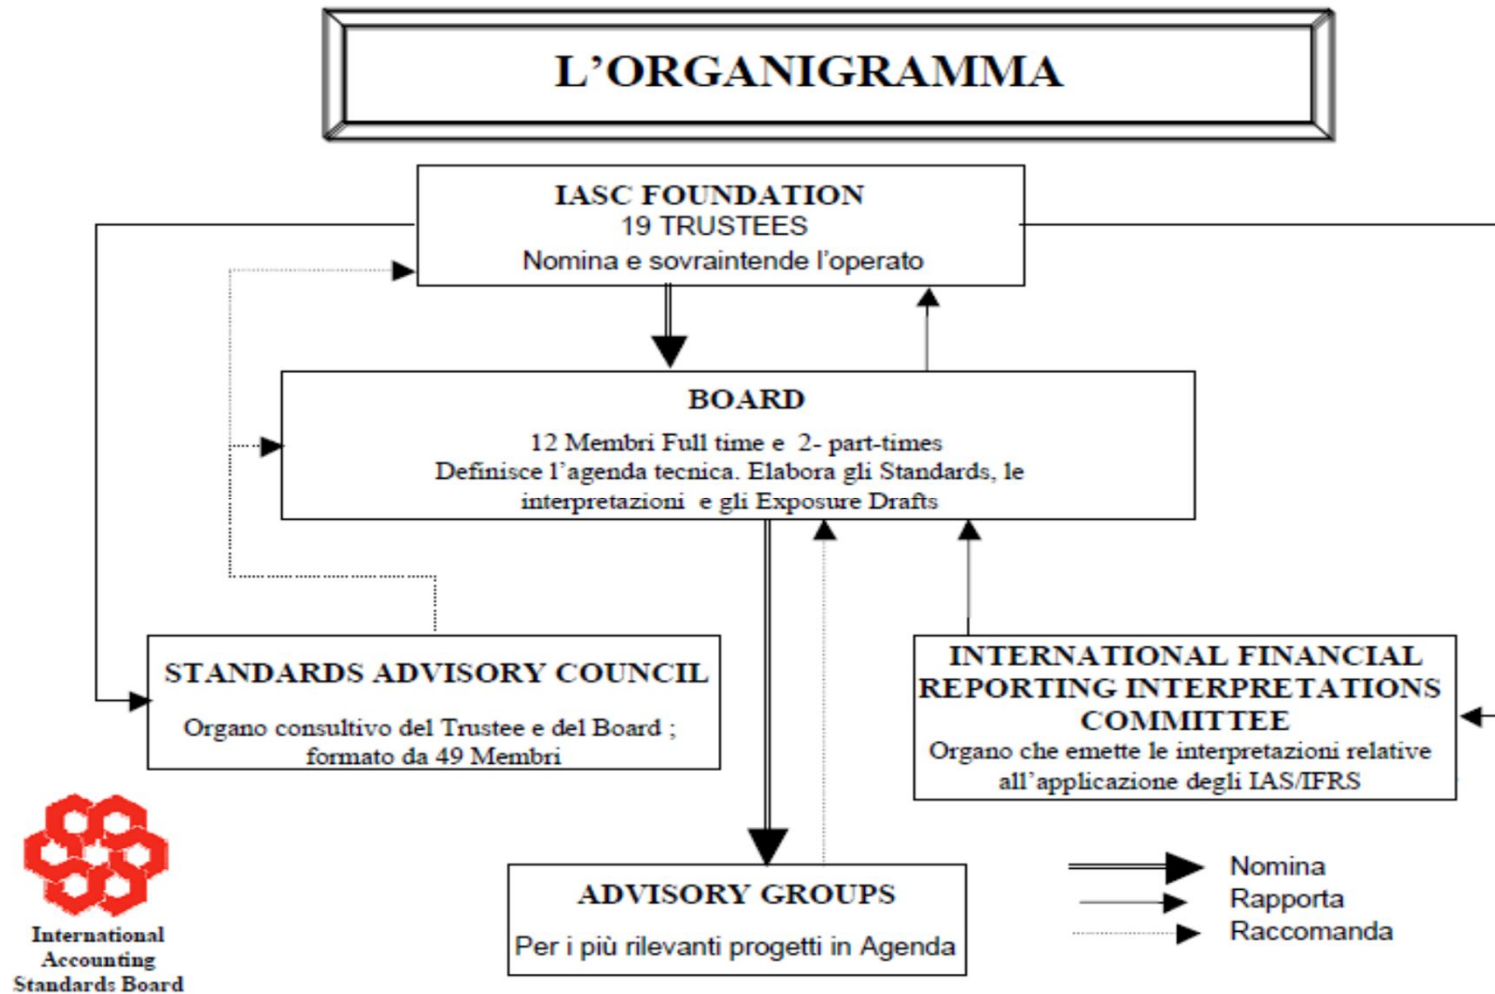 L’ORGANIGRAMMA
IASC FOUNDATION
19 TRUSTEES
Nomina e sovraintende l’operato
BOARD
12 Membri Full time e 2- part-times
Definisce l’agenda tecnica. Elabora gli Standards, le
interpretazioni e gli Exposure Drafts
STANDARDS ADVISORY COUNCIL
Organo consultivo del Trustee e del Board ;
formato da 49 Membri
INTERNATIONAL FINANCIAL
REPORTING INTERPRETATIONS
COMMITTEE
Organo che emette le interpretazioni relative
all’applicazione degli IAS/IFRS
ADVISORY GROUPS
Per i più rilevanti progetti in Agenda
Nomina
Rapporta
Raccomanda
International
Accounting
Standards Board